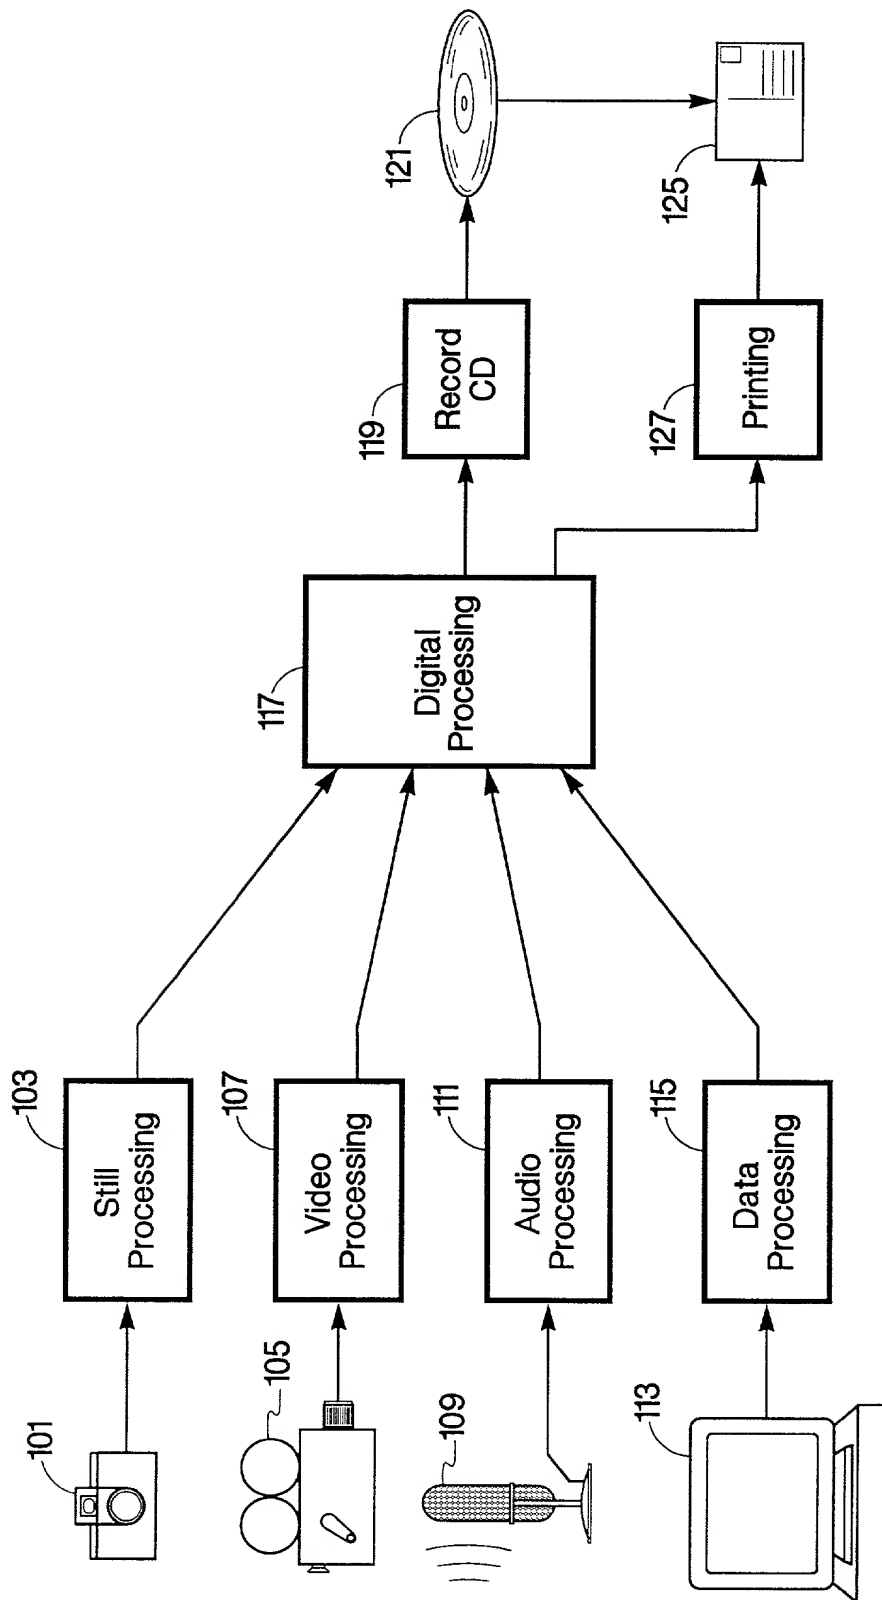 101
103
Still
Processing
105
107
Video
Processing
109
111
Audio
Processing
113
115
Data
Processing
117
Digital
Processing
119
Record
CD
121
127
Printing
125